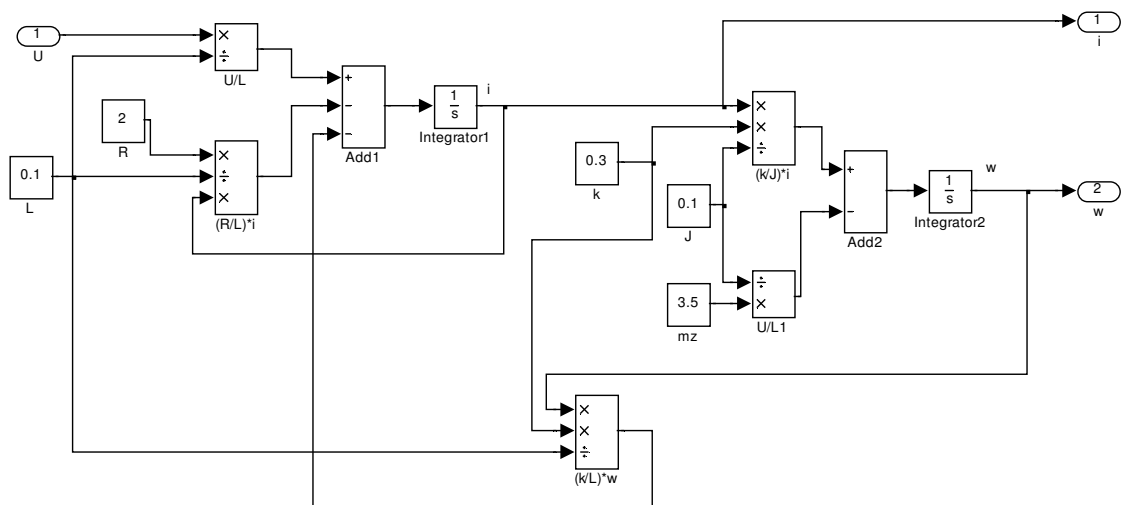 1
U
×
÷
U/L
2
R
0.1
L
×
÷
×
(R/L)*i
+
−
−
Add1
1
s
Integrator1
i
0.3
k
0.1
J
3.5
mz
×
×
÷
(k/J)*i
÷
×
U/L1
+
−
Add2
1
s
Integrator2
w
1
i
2
w
×
×
÷
(k/L)*w